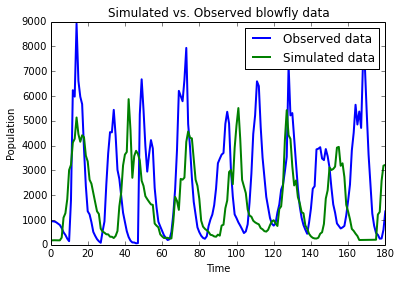 Simulated vs. Observed blowfly data
9000
8000
7000
6000
5000
4000
3000
2000
1000
0
Population
Observed data
Simulated data
0 20 40 60 80 100 120 140 160 180
Time